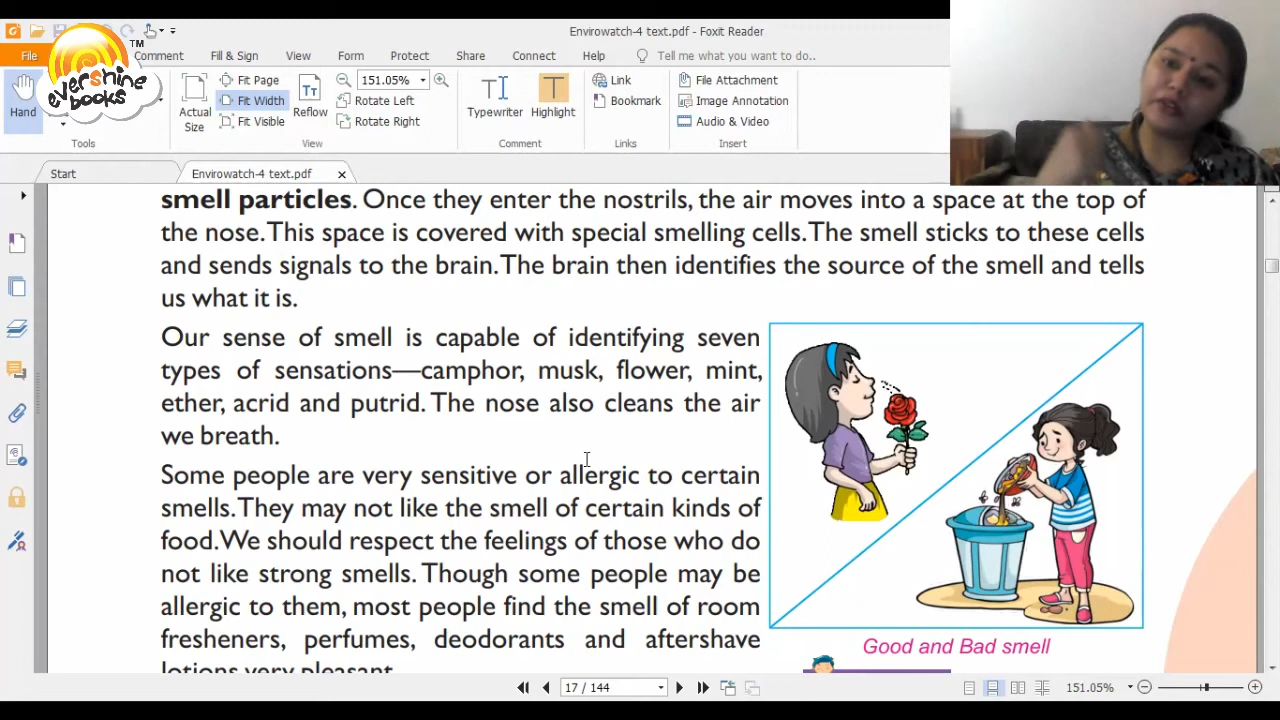 Envirowatch-4 text.pdf - Foxit Reader
File
Comment
Fill & Sign
View
Form
Protect
Share
Connect
Help
Tell me what you want to do..
TM
evershine
books
Hand
Actual
Size
Fit Page
Fit Width
Fit Visible
Reflow
151.05%
Rotate Left
Rotate Right
Typewriter
Highlight
Link
Bookmark
File Attachment
Image Annotation
Audio & Video
Tools
View
Comment
Links
Insert
Start
Envirowatch-4 text.pdf
smell particles. Once they enter the nostrils, the air moves into a space at the top of
the nose. This space is covered with special smelling cells. The smell sticks to these cells
and sends signals to the brain. The brain then identifies the source of the smell and tells
us what it is.
Our sense of smell is capable of identifying seven
types of sensations—camphor, musk, flower, mint,
ether, acrid and putrid. The nose also cleans the air
we breath.
Some people are very sensitive or allergic to certain
smells. They may not like the smell of certain kinds of
food. We should respect the feelings of those who do
not like strong smells. Though some people may be
allergic to them, most people find the smell of room
fresheners, perfumes, deodorants and aftershave
lotions very pleasant.
Good and Bad smell
17 / 144
151.05%